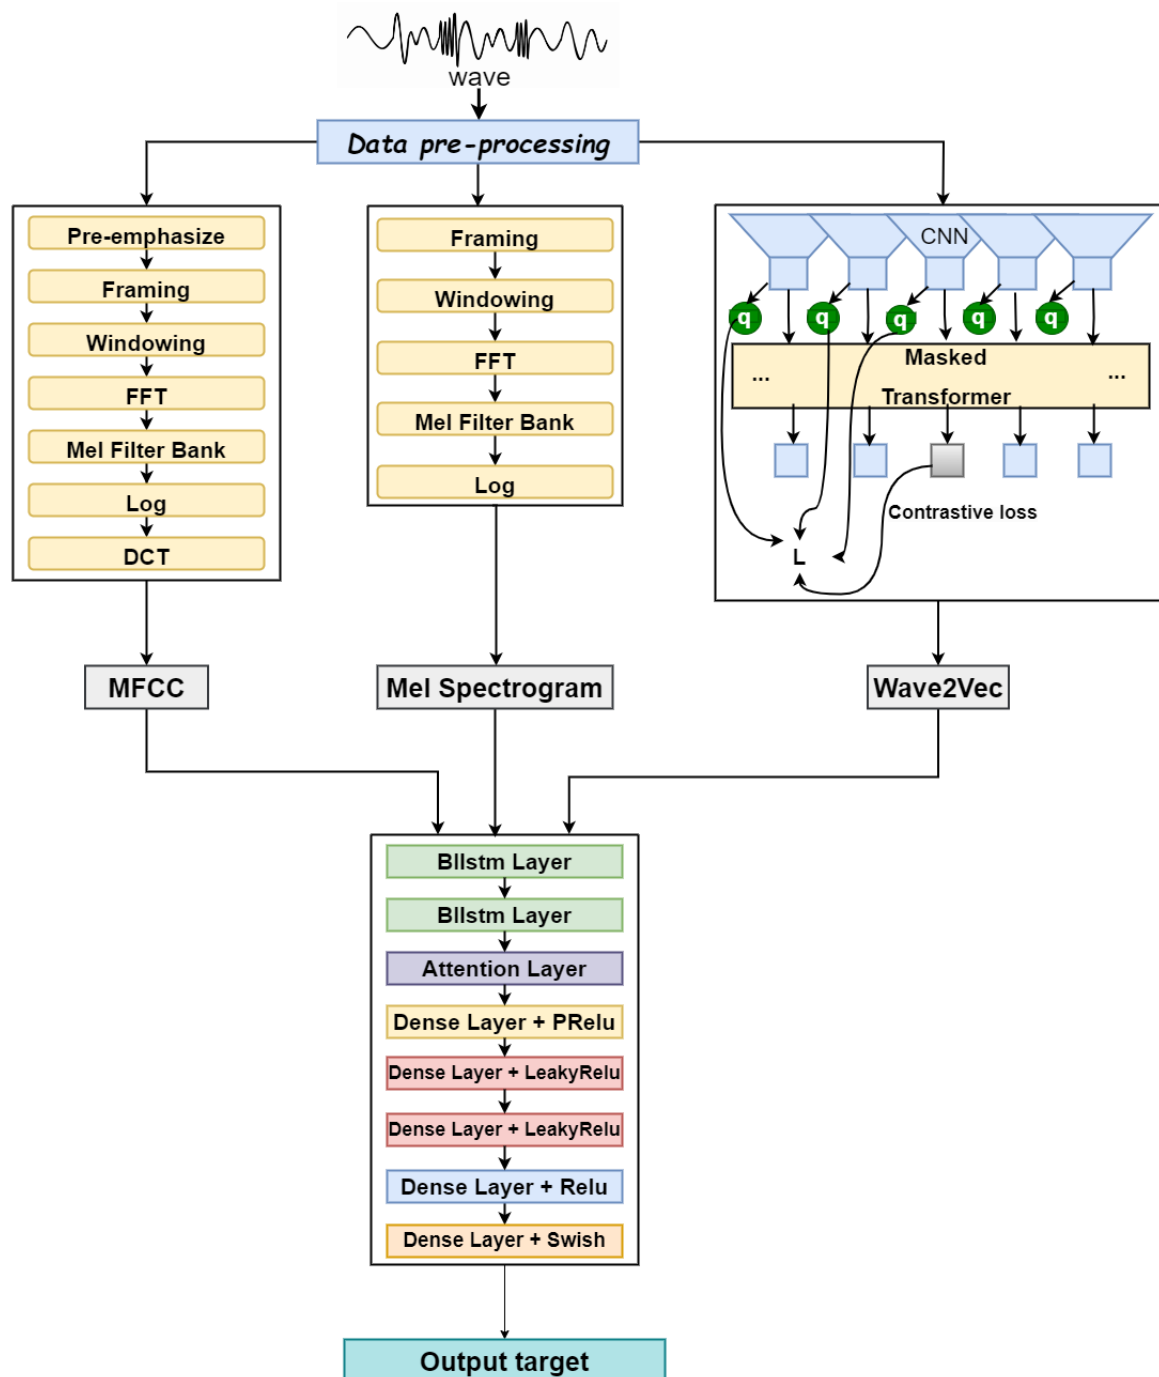 wave
Data pre-processing
Pre-emphasize
Framing
Windowing
FFT
Mel Filter Bank
Log
DCT
Framing
Windowing
FFT
Mel Filter Bank
Log
CNN
q q q q q
Masked
... ...
Transformer
Contrastive loss
L
MFCC
Mel Spectrogram
Wave2Vec
BIlstm Layer
BIlstm Layer
Attention Layer
Dense Layer + PRelu
Dense Layer + LeakyRelu
Dense Layer + LeakyRelu
Dense Layer + Relu
Dense Layer + Swish
Output target